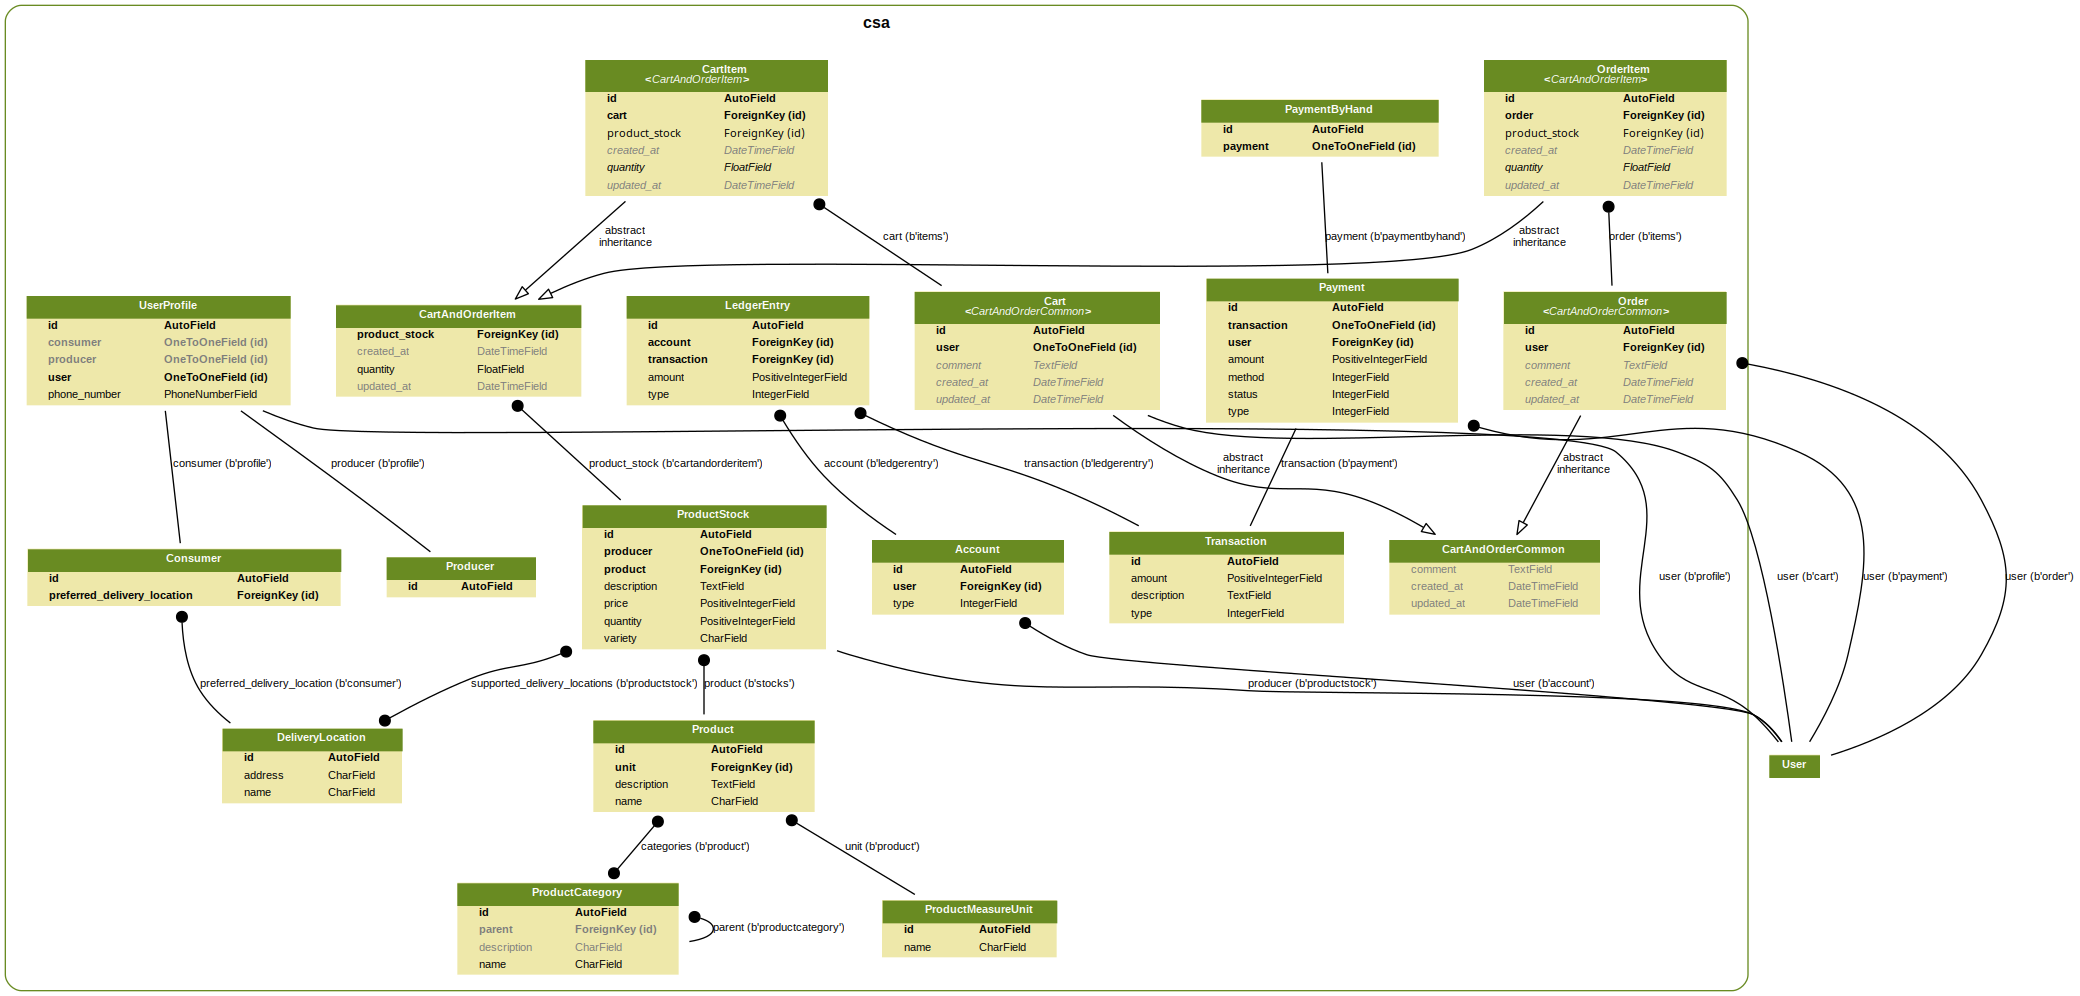 csa
CartItem
<CartAndOrderItem>
id AutoField
cart ForeignKey (id)
product_stock ForeignKey (id)
created_at DateTimeField
quantity FloatField
updated_at DateTimeField
PaymentByHand
id AutoField
payment OneToOneField (id)
OrderItem
<CartAndOrderItem>
id AutoField
order ForeignKey (id)
product_stock ForeignKey (id)
created_at DateTimeField
quantity FloatField
updated_at DateTimeField
abstract
inheritance
cart (b'items')
payment (b'paymentbyhand')
abstract
inheritance
order (b'items')
UserProfile
id AutoField
consumer OneToOneField (id)
producer OneToOneField (id)
user OneToOneField (id)
phone_number PhoneNumberField
CartAndOrderItem
product_stock ForeignKey (id)
created_at DateTimeField
quantity FloatField
updated_at DateTimeField
LedgerEntry
id AutoField
account ForeignKey (id)
transaction ForeignKey (id)
amount PositiveIntegerField
type IntegerField
Cart
<CartAndOrderCommon>
id AutoField
user OneToOneField (id)
comment TextField
created_at DateTimeField
updated_at DateTimeField
Payment
id AutoField
transaction OneToOneField (id)
user ForeignKey (id)
amount PositiveIntegerField
method IntegerField
status IntegerField
type IntegerField
Order
<CartAndOrderCommon>
id AutoField
user ForeignKey (id)
comment TextField
created_at DateTimeField
updated_at DateTimeField
consumer (b'profile')
producer (b'profile')
product_stock (b'cartandorderitem')
account (b'ledgerentry')
transaction (b'ledgerentry')
abstract
inheritance
transaction (b'payment')
abstract
inheritance
Consumer
id AutoField
preferred_delivery_location ForeignKey (id)
Producer
id AutoField
ProductStock
id AutoField
producer OneToOneField (id)
product ForeignKey (id)
description TextField
price PositiveIntegerField
quantity PositiveIntegerField
variety CharField
Account
id AutoField
user ForeignKey (id)
type IntegerField
Transaction
id AutoField
amount PositiveIntegerField
description TextField
type IntegerField
CartAndOrderCommon
comment TextField
created_at DateTimeField
updated_at DateTimeField
user (b'profile')
user (b'cart')
user (b'payment')
user (b'order')
preferred_delivery_location (b'consumer')
supported_delivery_locations (b'productstock')
product (b'stocks')
producer (b'productstock')
user (b'account')
DeliveryLocation
id AutoField
address CharField
name CharField
Product
id AutoField
unit ForeignKey (id)
description TextField
name CharField
User
categories (b'product')
unit (b'product')
ProductCategory
id AutoField
parent ForeignKey (id)
description CharField
name CharField
parent (b'productcategory')
ProductMeasureUnit
id AutoField
name CharField